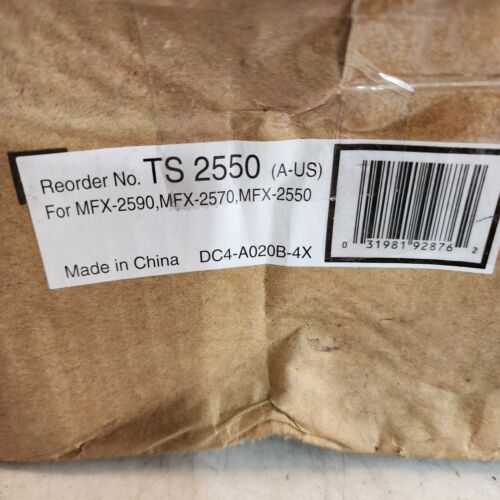 Reorder No. TS 2550 (A-US)
For MFX-2590,MFX-2570,MFX-2550
Made in China DC4-A020B-4X
0 31981 92876 2